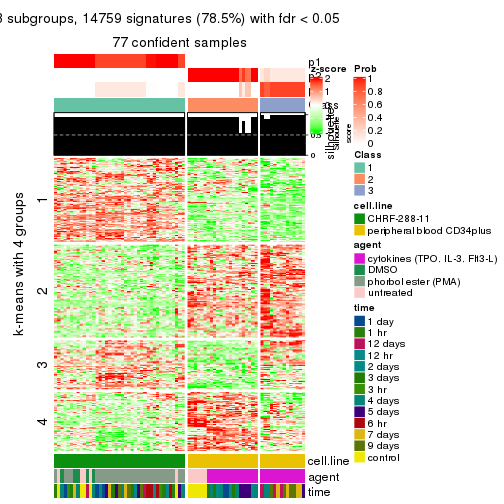 3 subgroups, 14759 signatures (78.5%) with fdr < 0.05
77 confident samples
p1
z-score
Prob
2
1
0.8
0.6
0.4
0.2
0
0.5
0
silhouette
score
Class
1
2
3
cell.line
CHRF-288-11
peripheral blood CD34plus
agent
cytokines (TPO, IL-3, Flt3-L)
DMSO
phorbol ester (PMA)
untreated
time
1 day
1 hr
12 days
12 hr
2 days
3 days
3 hr
4 days
5 days
6 hr
7 days
9 days
control
k-means with 4 groups
1
2
3
4
cell.line
agent
time